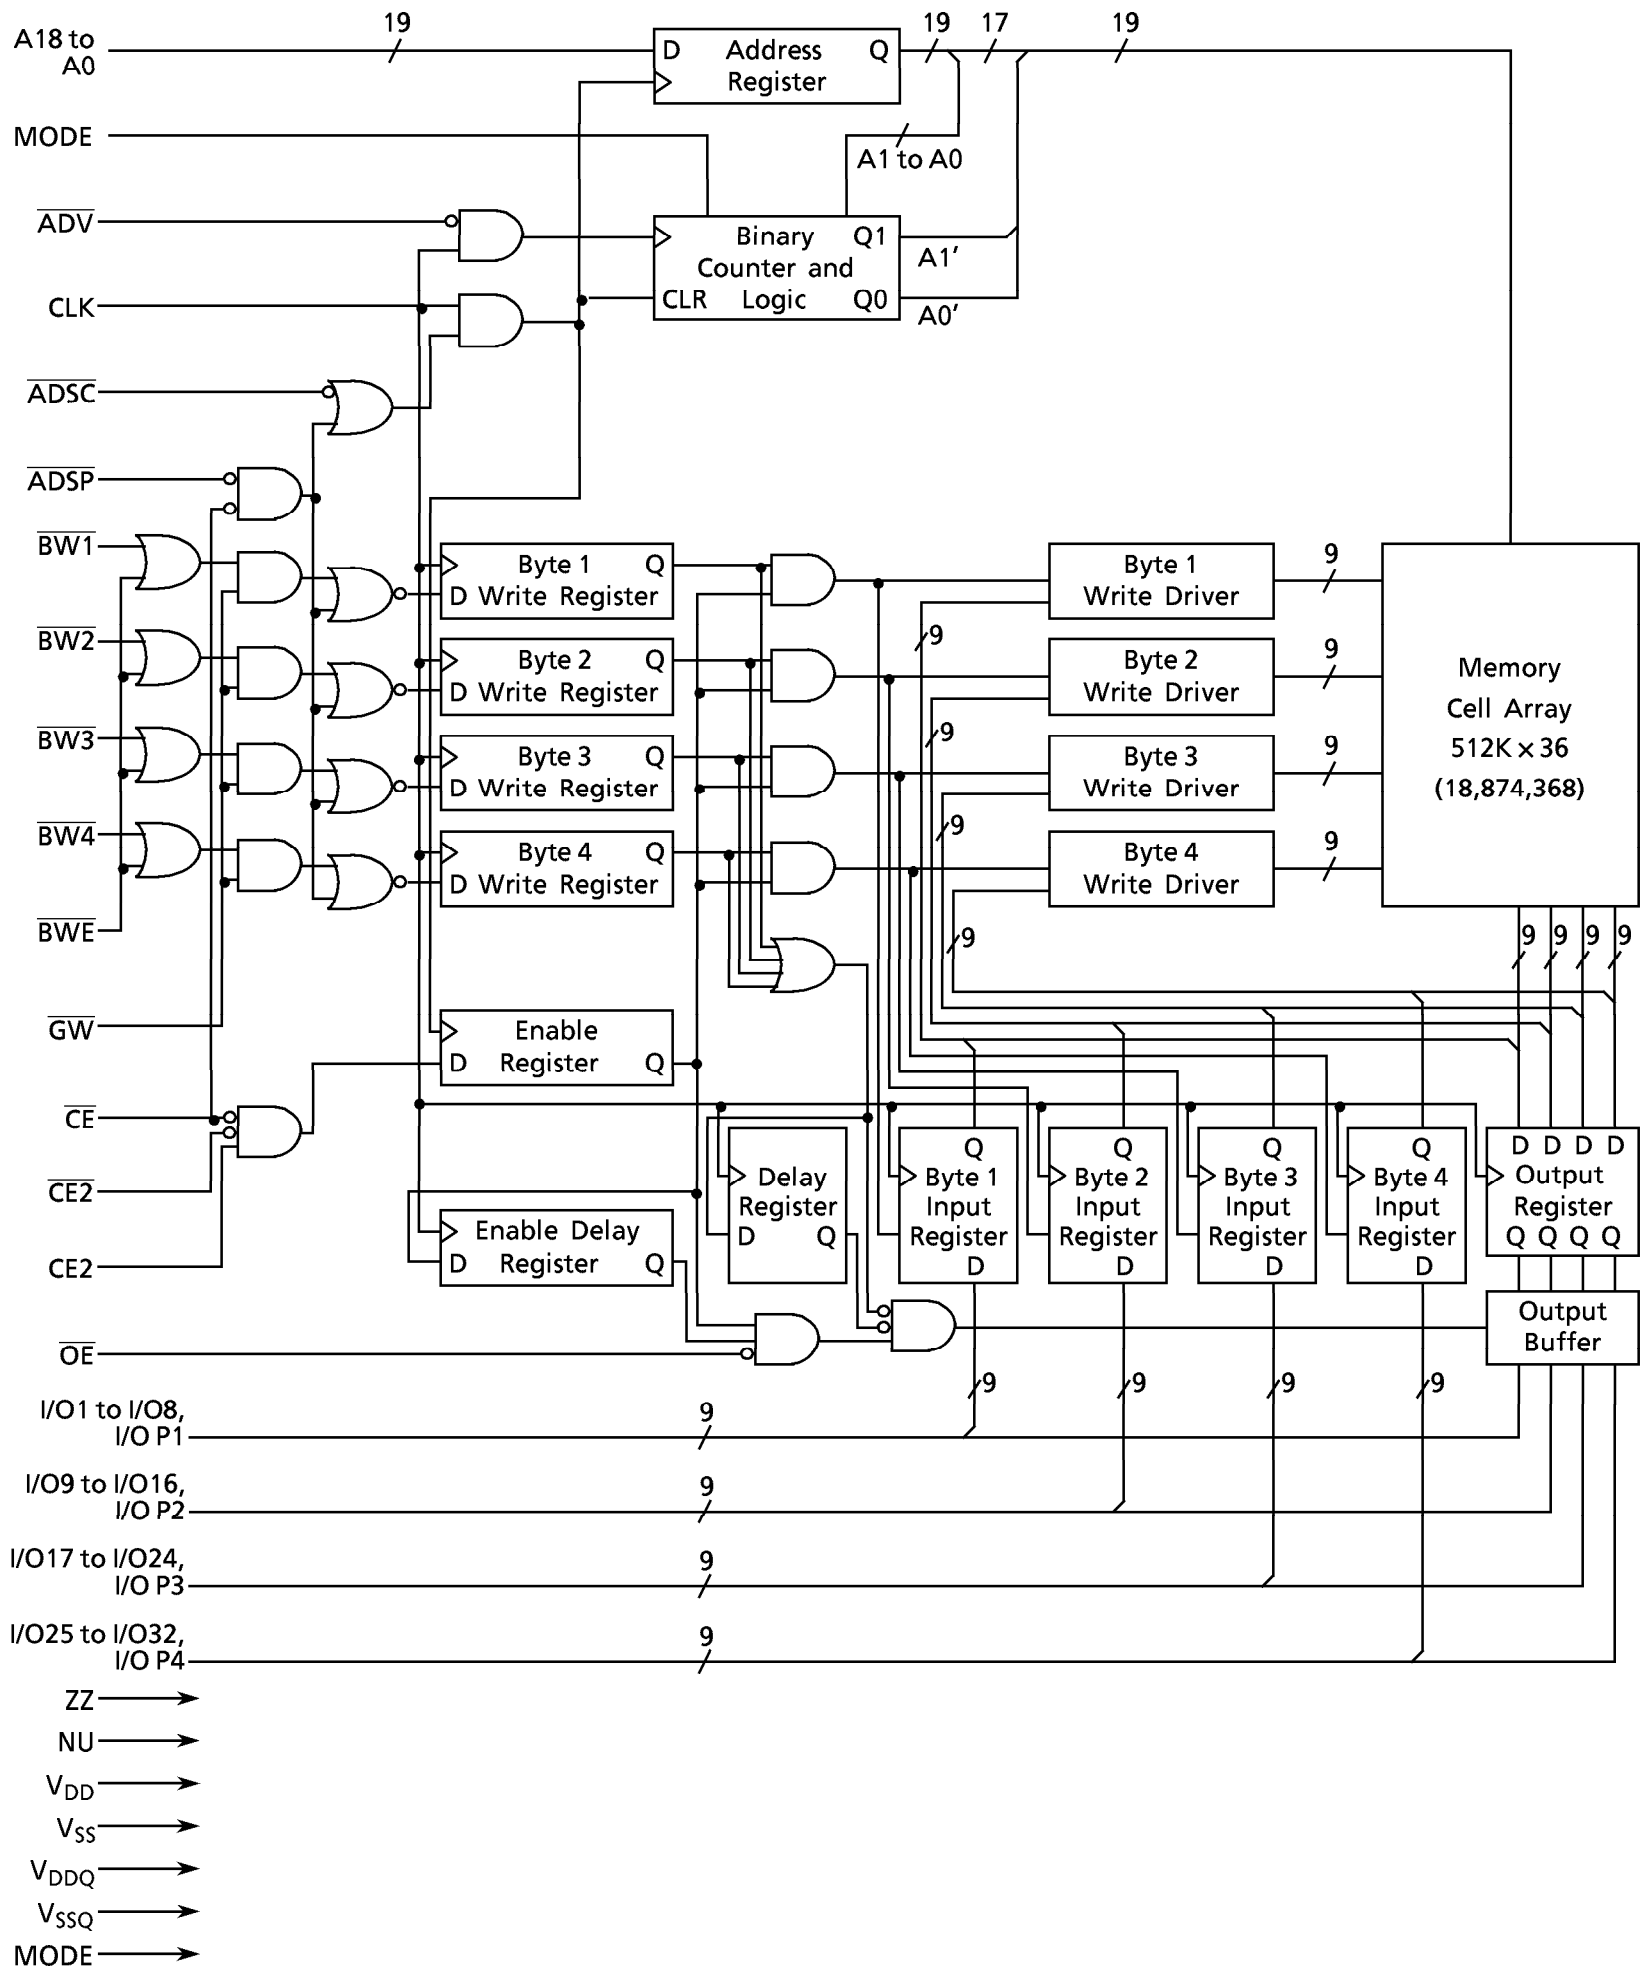 A18 to
A0
19
D Address Q
Register
19
17
19
MODE
A1 to A0
ADV
Binary Q1
Counter and
CLR Logic Q0
A1′
A0′
CLK
ADSC
ADSP
BW1
Byte 1 Q
D Write Register
Byte 1
Write Driver
9
9
BW2
Byte 2 Q
D Write Register
Byte 2
Write Driver
9
9
BW3
Byte 3 Q
D Write Register
Byte 3
Write Driver
9
9
BW4
Byte 4 Q
D Write Register
Byte 4
Write Driver
9
9
Memory
Cell Array
512K × 36
(18,874,368)
BWE
9 9 9 9
GW
Enable
D Register Q
CE
CE2
CE2
Enable Delay
D Register Q
Delay
Register
D Q
Q
Byte 1
Input
Register
D
Q
Byte 2
Input
Register
D
Q
Byte 3
Input
Register
D
Q
Byte 4
Input
Register
D
D D D D
Output
Register
Q Q Q Q
Output
Buffer
OE
9 9 9 9
I/O1 to I/O8,
I/O P1
9
I/O9 to I/O16,
I/O P2
9
I/O17 to I/O24,
I/O P3
9
I/O25 to I/O32,
I/O P4
9
ZZ
NU
VDD
VSS
VDDQ
VSSQ
MODE